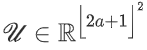 𝒰 ∈ ℝ^{⌊2a+1⌋^2}